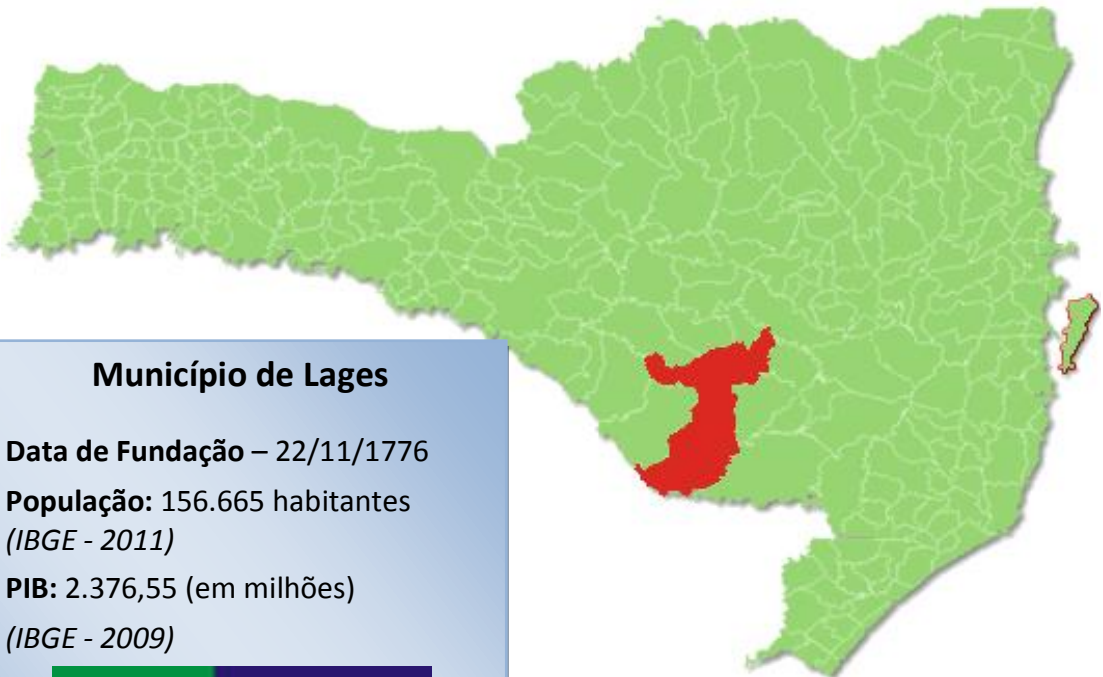 Município de Lages
Data de Fundação – 22/11/1776
População: 156.665 habitantes
(IBGE - 2011)
PIB: 2.376,55 (em milhões)
(IBGE - 2009)